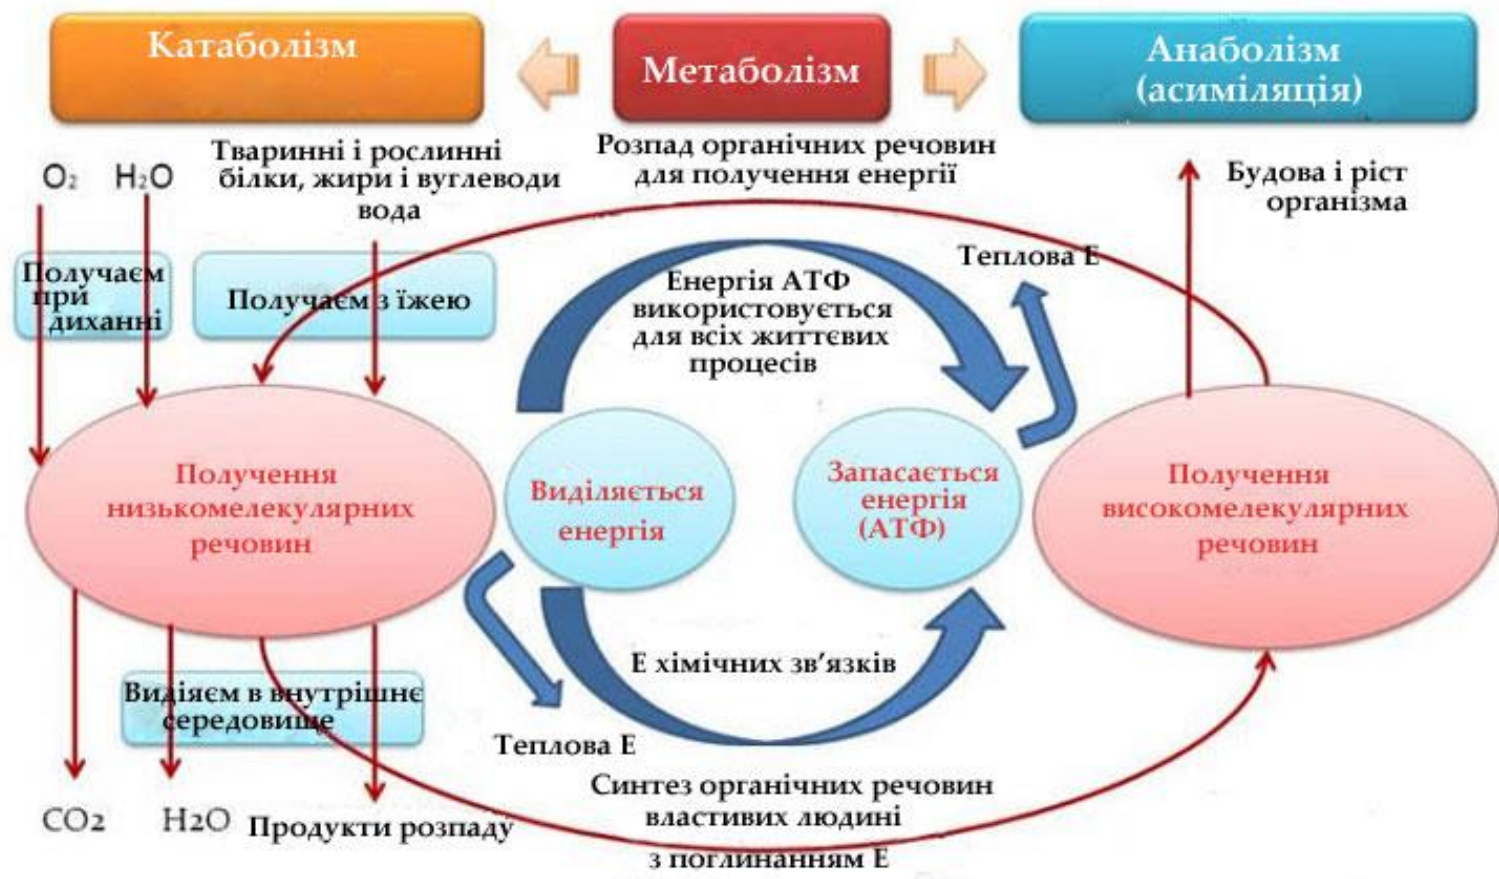 Катаболізм
Метаболізм
Анаболізм
(асиміляція)
O₂
H₂O
Тваринні і рослинні
білки, жири і вуглеводи
вода
Розпад органічних речовин
для получення енергії
Будова і ріст
організма
Получаєм
при
диханні
Получаєм з їжею
Енергія АТФ
використовується
для всіх життєвих
процесів
Теплова Е
Получення
низькомелекулярних
речовин
Виділяється
енергія
Запасається
енергія
(АТФ)
Получення
високомелекулярних
речовин
Е хімічних зв’язків
Видіяєм в внутрішнє
середовище
Теплова Е
CO2
H2O
Продукти розпаду
Синтез органічних речовин
властивих людині
з поглинанням Е